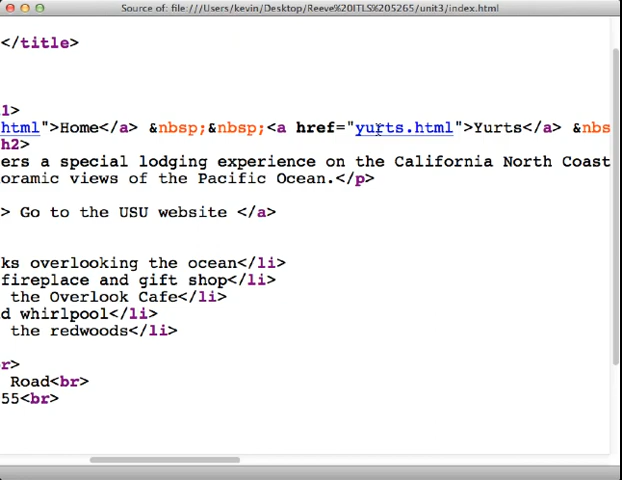 Source of: file:///Users/kevin/Desktop/Reeve%20ITLS%205265/unit3/index.html
</title>
1>
html">Home</a> &nbsp;&nbsp;<a href="yurts.html">Yurts</a> &nbs
h2>
ers a special lodging experience on the California North Coast
oramic views of the Pacific Ocean.</p>
> Go to the USU website </a>
ks overlooking the ocean</li>
fireplace and gift shop</li>
the Overlook Cafe</li>
d whirlpool</li>
the redwoods</li>
r>
Road<br>
55<br>